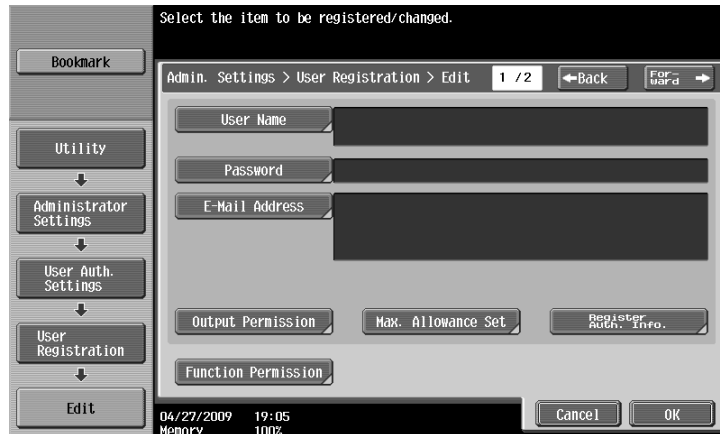 Select the item to be registered/changed.
Bookmark
Admin. Settings > User Registration > Edit
1 /2
←Back
For-
ward →
User Name
Utility
Password
Administrator
Settings
E-Mail Address
User Auth.
Settings
Output Permission
Max. Allowance Set
Register
Auth. Info.
User
Registration
Function Permission
Edit
04/27/2009 19:05
Memory 100%
Cancel
OK